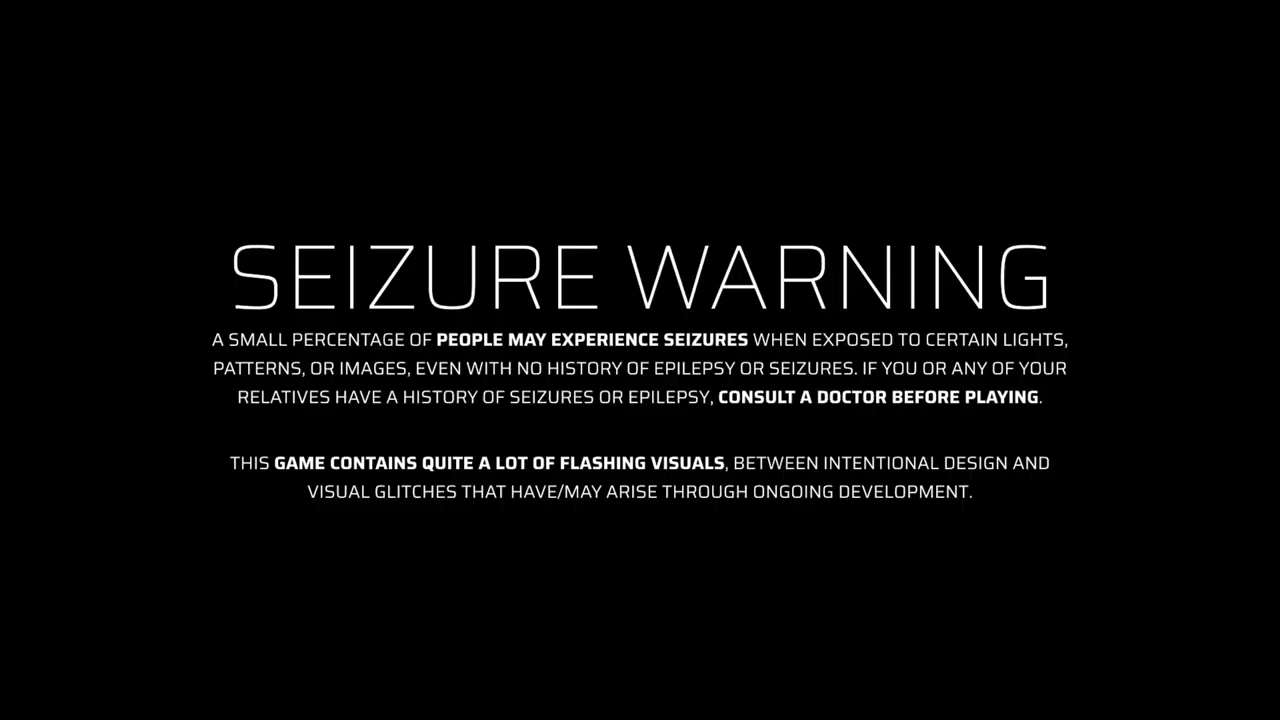 SEIZURE WARNING
A SMALL PERCENTAGE OF PEOPLE MAY EXPERIENCE SEIZURES WHEN EXPOSED TO CERTAIN LIGHTS,
PATTERNS, OR IMAGES, EVEN WITH NO HISTORY OF EPILEPSY OR SEIZURES. IF YOU OR ANY OF YOUR
RELATIVES HAVE A HISTORY OF SEIZURES OR EPILEPSY, CONSULT A DOCTOR BEFORE PLAYING.
THIS GAME CONTAINS QUITE A LOT OF FLASHING VISUALS, BETWEEN INTENTIONAL DESIGN AND
VISUAL GLITCHES THAT HAVE/MAY ARISE THROUGH ONGOING DEVELOPMENT.